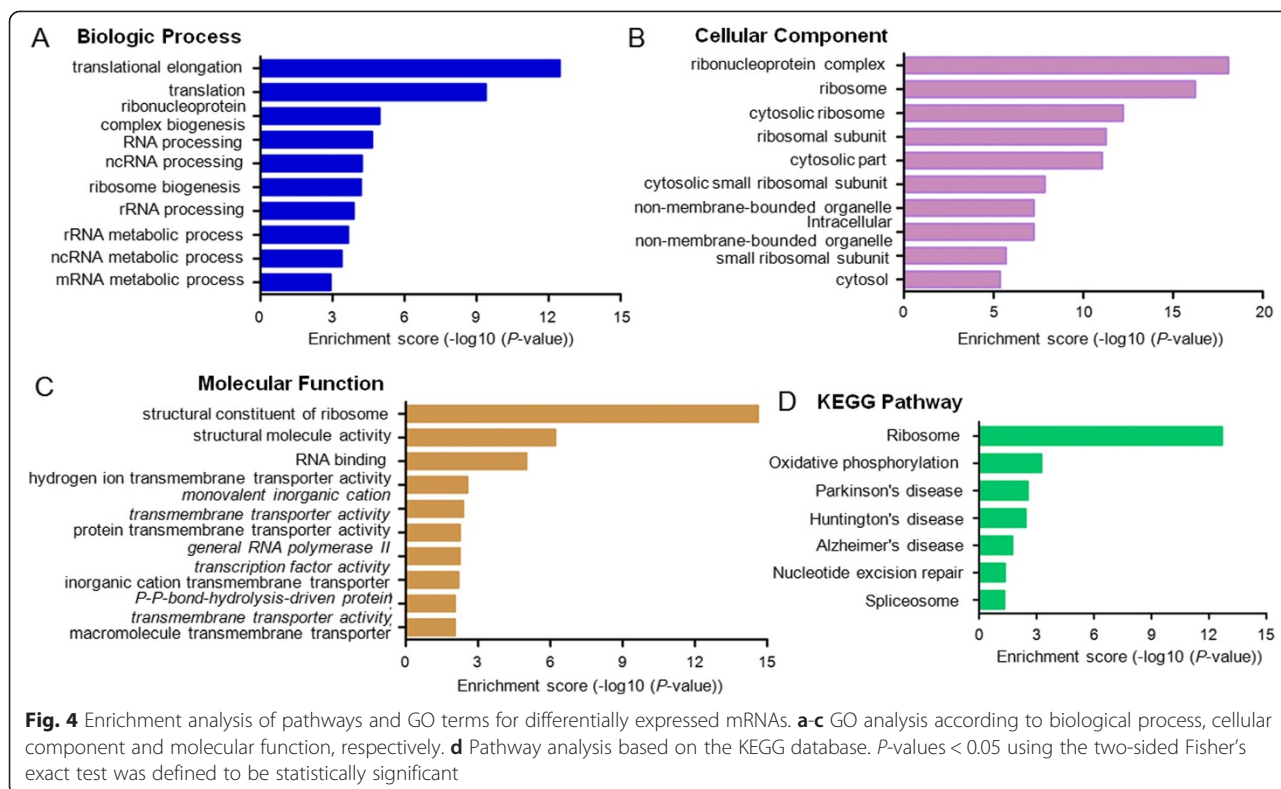 A
Biologic Process
translational elongation
translation
ribonucleoprotein
complex biogenesis
RNA processing
ncRNA processing
ribosome biogenesis
rRNA processing
rRNA metabolic process
ncRNA metabolic process
mRNA metabolic process
0 3 6 9 12 15
Enrichment score (-log10 (P-value))
B
Cellular Component
ribonucleoprotein complex
ribosome
cytosolic ribosome
ribosomal subunit
cytosolic part
cytosolic small ribosomal subunit
non-membrane-bounded organelle
Intracellular
non-membrane-bounded organelle
small ribosomal subunit
cytosol
0 5 10 15 20
Enrichment score (-log10 (P-value))
C
Molecular Function
structural constituent of ribosome
structural molecule activity
RNA binding
hydrogen ion transmembrane transporter activity
monovalent inorganic cation
transmembrane transporter activity
protein transmembrane transporter activity
general RNA polymerase II
transcription factor activity
inorganic cation transmembrane transporter
P-P-bond-hydrolysis-driven protein
transmembrane transporter activity
macromolecule transmembrane transporter
0 3 6 9 12 15
Enrichment score (-log10 (P-value))
D
KEGG Pathway
Ribosome
Oxidative phosphorylation
Parkinson's disease
Huntington's disease
Alzheimer's disease
Nucleotide excision repair
Spliceosome
0 3 6 9 12 15
Enrichment score (-log10 (P-value))
Fig. 4 Enrichment analysis of pathways and GO terms for differentially expressed mRNAs. a-c GO analysis according to biological process, cellular
component and molecular function, respectively. d Pathway analysis based on the KEGG database. P-values < 0.05 using the two-sided Fisher's
exact test was defined to be statistically significant